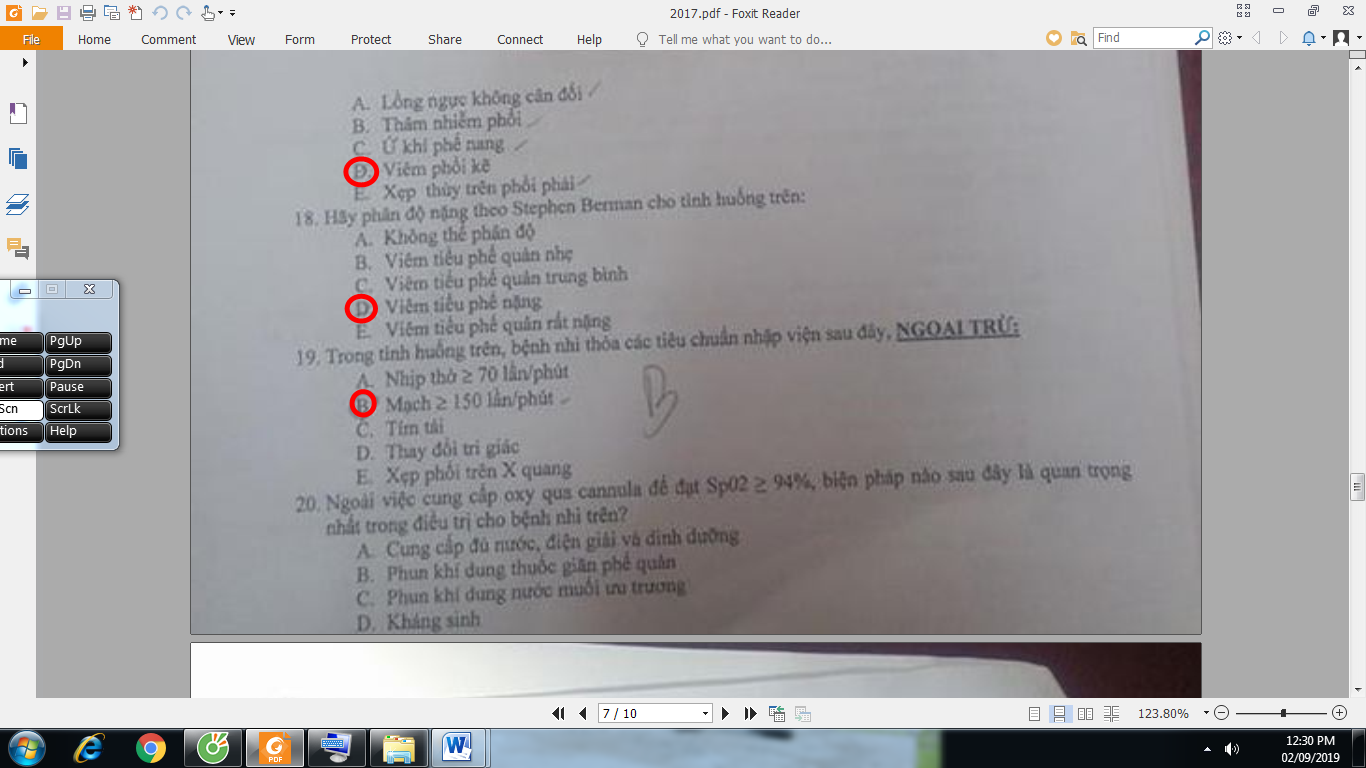 2017.pdf - Foxit Reader
File Home Comment View Form Protect Share Connect Help Tell me what you want to do... Find
A. Lồng ngực không cân đối
B. Thâm nhiễm phổi
C. Ứ khí phế nang
D. Viêm phổi kẽ
E. Xẹp thùy trên phổi phải
18. Hãy phân độ nặng theo Stephen Berman cho tình huống trên:
A. Không thể phân độ
B. Viêm tiểu phế quản nhẹ
C. Viêm tiểu phế quản trung bình
D. Viêm tiểu phế nặng
E. Viêm tiểu phế quản rất nặng
19. Trong tình huống trên, bệnh nhi thỏa các tiêu chuẩn nhập viện sau đây, NGOẠI TRỪ:
A. Nhịp thở ≥ 70 lần/phút
B. Mạch ≥ 150 lần/phút
C. Tím tái
D. Thay đổi tri giác
E. Xẹp phổi trên X quang
B
20. Ngoài việc cung cấp oxy qua cannula để đạt Sp02 ≥ 94%, biện pháp nào sau đây là quan trọng
nhất trong điều trị cho bệnh nhi trên?
A. Cung cấp đủ nước, điện giải và dinh dưỡng
B. Phun khí dung thuốc giãn phế quản
C. Phun khí dung nước muối ưu trương
D. Kháng sinh
me PgUp
d PgDn
ert Pause
Scn ScrLk
tions Help
7 / 10
123.80%
PDF
12:30 PM
02/09/2019